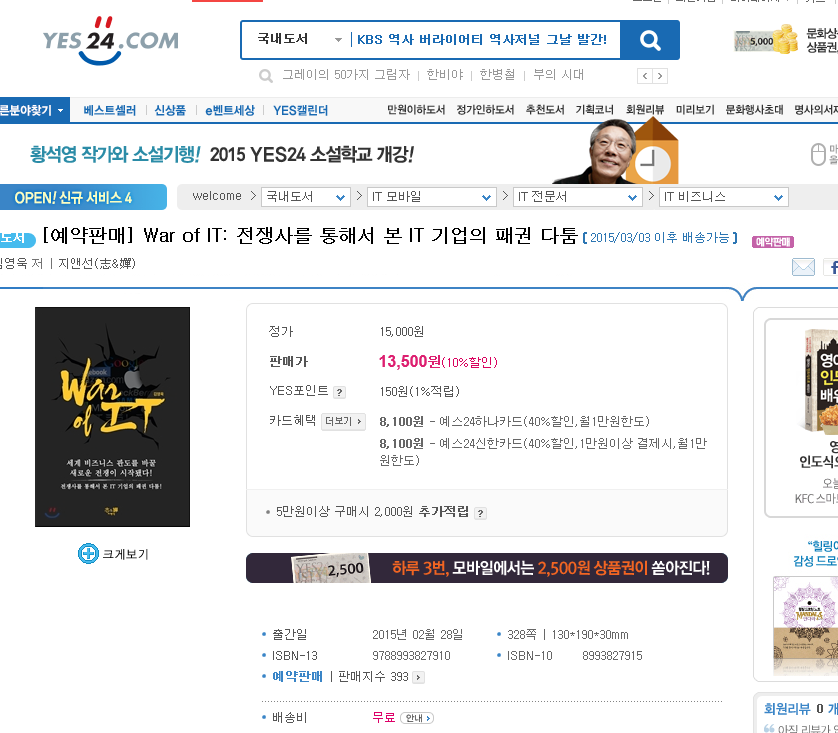 YES 24 .COM
국내도서
KBS 역사 버라이어티 역사저널 그날 발간!
5,000
문화상
상품권
그레이의 50가지 그림자 | 한비야 | 한병철 | 부의 시대
른분야찾기
베스트셀러 | 신상품 | e벤트세상 | YES캘린더
만원이하도서 정가인하도서 추천도서 기획코너 회원리뷰 미리보기 문화행사초대 명사의서재
황석영 작가와 소설기행! 2015 YES24 소설학교 개강!
OPEN! 신규 서비스 4
welcome > 국내도서 > IT 모바일 > IT 전문서 > IT 비즈니스
도서
[예약판매] War of IT: 전쟁사를 통해서 본 IT 기업의 패권 다툼 [ 2015/03/03 이후 배송가능 ] 예약판매
김영욱 저 | 지앤선(志&嬋)
War of IT
세계 비즈니스 판도를 바꿀
새로운 전쟁이 시작됐다!
전쟁사를 통해서 본 IT 기업의 패권 다툼!
크게보기
정가 15,000원
판매가 13,500원(10%할인)
YES포인트 ? 150원(1%적립)
카드혜택 더보기 > 8,100원 - 예스24하나카드(40%할인,월1만원한도)
8,100원 - 예스24신한카드(40%할인,1만원이상 결제시,월1만
원한도)
• 5만원이상 구매시 2,000원 추가적립 ?
2,500 하루 3번, 모바일에서는 2,500원 상품권이 쏟아진다!
• 출간일 2015년 02월 28일 • 328쪽 | 130*190*30mm
• ISBN-13 9788993827910 • ISBN-10 8993827915
• 예약판매 | 판매지수 393
• 배송비 무료 안내 >
영어
인도
배우
인도식으
오늘
KFC 스마
“힐링이
감성 드로
회원리뷰 0 개
아직 리뷰가 없